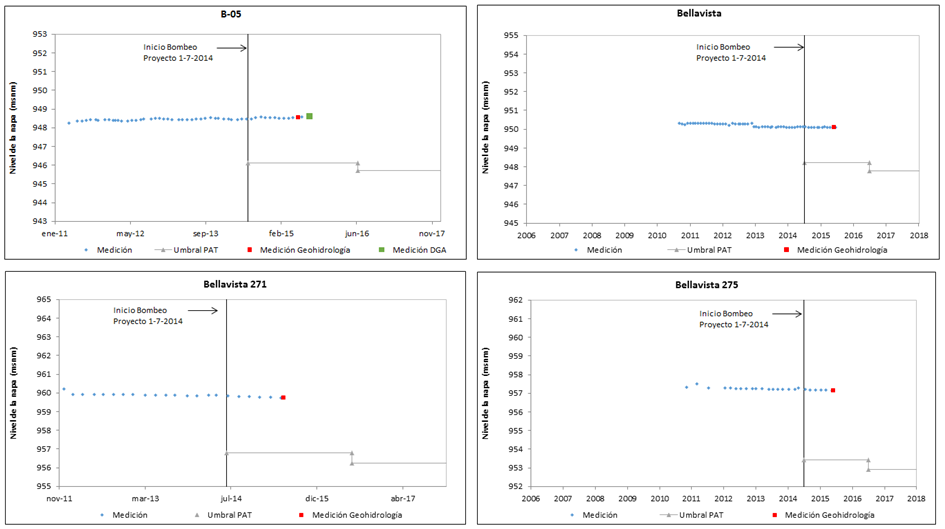 B-05
Nivel de la napa (msnm)
953
952
951
950
949
948
947
946
945
944
943
Inicio Bombeo
Proyecto 1-7-2014
ene-11 may-12 sep-13 feb-15 jun-16 nov-17
Medición Umbral PAT Medición Geohidrología Medición DGA
Bellavista
Nivel de la napa (msnm)
955
954
953
952
951
950
949
948
947
946
945
Inicio Bombeo
Proyecto 1-7-2014
2006 2007 2008 2009 2010 2011 2012 2013 2014 2015 2016 2017 2018
Medición Umbral PAT Medición Geohidrología
Bellavista 271
Nivel de la napa (msnm)
965
964
963
962
961
960
959
958
957
956
955
Inicio Bombeo
Proyecto 1-7-2014
nov-11 mar-13 jul-14 dic-15 abr-17
Medición Umbral PAT Medición Geohidrología
Bellavista 275
Nivel de la napa (msnm)
962
961
960
959
958
957
956
955
954
953
952
Inicio Bombeo
Proyecto 1-7-2014
2006 2007 2008 2009 2010 2011 2012 2013 2014 2015 2016 2017 2018
Medición Umbral PAT Medición Geohidrología